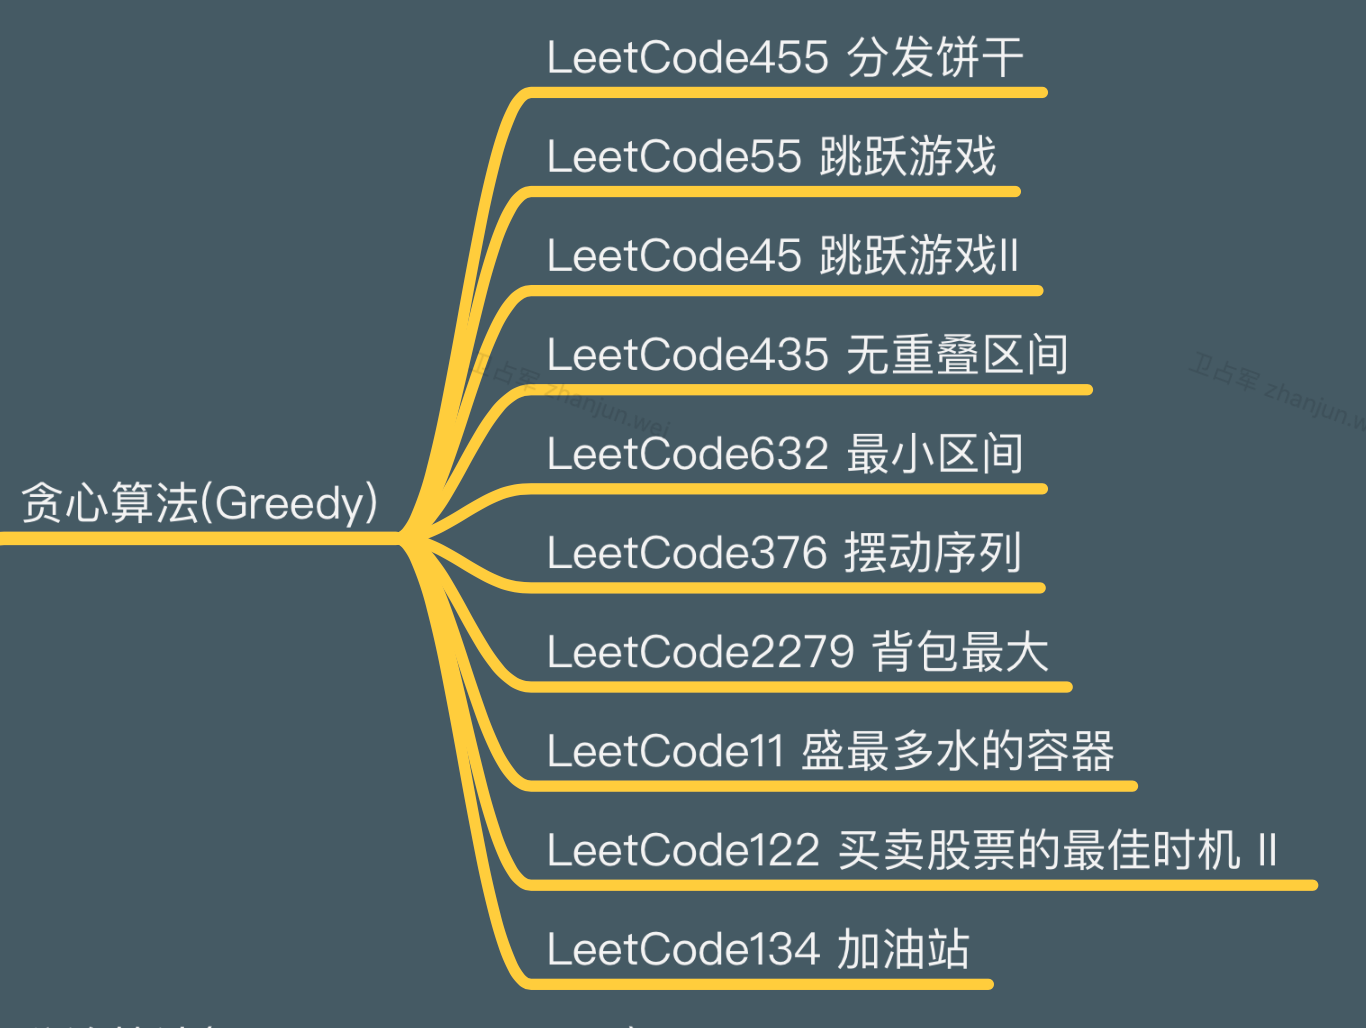 LeetCode455 分发饼干
LeetCode55 跳跃游戏
LeetCode45 跳跃游戏II
LeetCode435 无重叠区间
LeetCode632 最小区间
贪心算法(Greedy)
LeetCode376 摆动序列
LeetCode2279 背包最大
LeetCode11 盛最多水的容器
LeetCode122 买卖股票的最佳时机 II
LeetCode134 加油站
卫占军 zhanjun.wei
卫占军 zhanjun.w